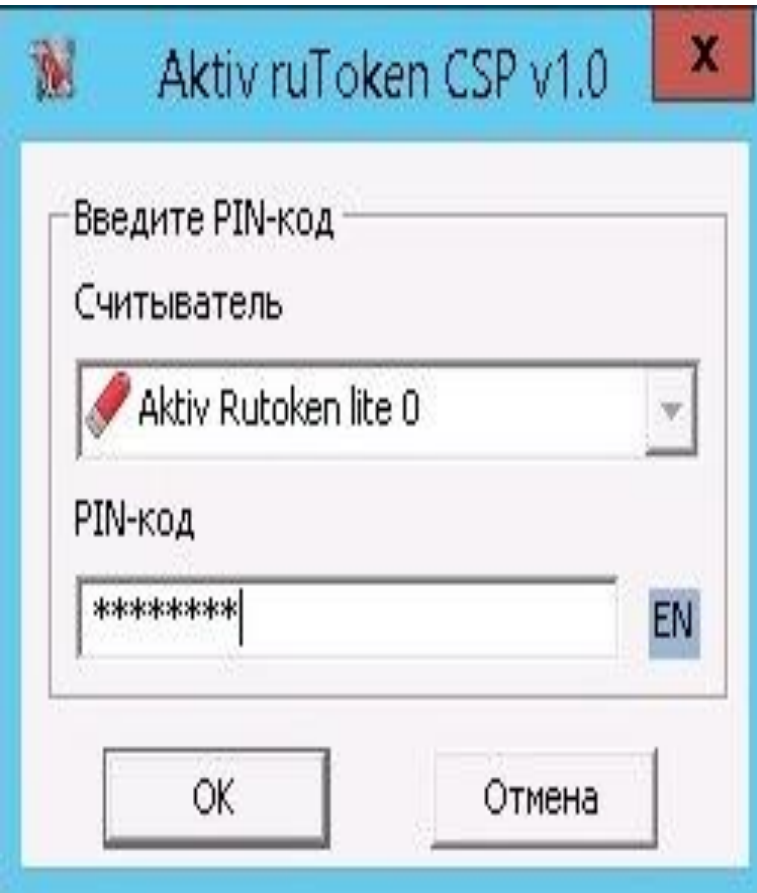 Aktiv ruToken CSP v1.0
X
Введите PIN-код
Считыватель
Aktiv Rutoken lite 0
PIN-код
********
EN
OK
Отмена